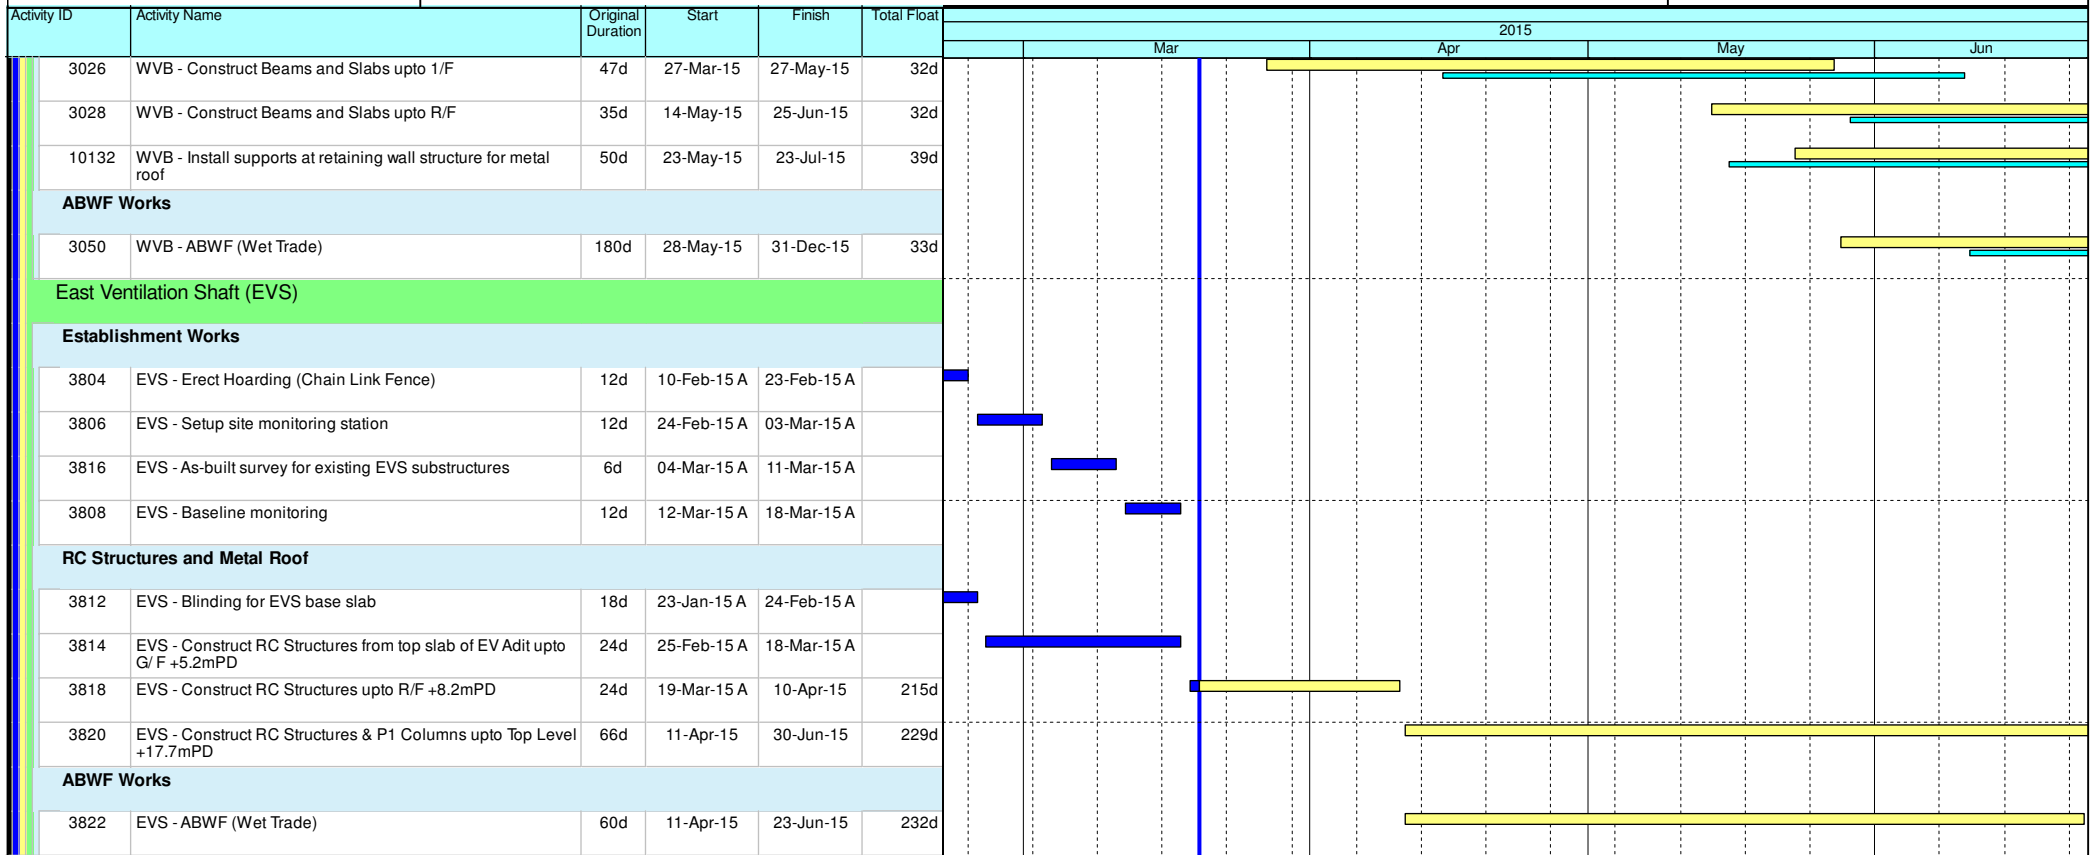 Activity ID Activity Name Original Duration Start Finish Total Float
2015
Mar Apr May Jun
3026 WVB - Construct Beams and Slabs upto 1/F 47d 27-Mar-15 27-May-15 32d
3028 WVB - Construct Beams and Slabs upto R/F 35d 14-May-15 25-Jun-15 32d
10132 WVB - Install supports at retaining wall structure for metal 50d 23-May-15 23-Jul-15 39d
roof
ABWF Works
3050 WVB - ABWF (Wet Trade) 180d 28-May-15 31-Dec-15 33d
East Ventilation Shaft (EVS)
Establishment Works
3804 EVS - Erect Hoarding (Chain Link Fence) 12d 10-Feb-15 A 23-Feb-15 A
3806 EVS - Setup site monitoring station 12d 24-Feb-15 A 03-Mar-15 A
3816 EVS - As-built survey for existing EVS substructures 6d 04-Mar-15 A 11-Mar-15 A
3808 EVS - Baseline monitoring 12d 12-Mar-15 A 18-Mar-15 A
RC Structures and Metal Roof
3812 EVS - Blinding for EVS base slab 18d 23-Jan-15 A 24-Feb-15 A
3814 EVS - Construct RC Structures from top slab of EV Adit upto 24d 25-Feb-15 A 18-Mar-15 A
G/ F +5.2mPD
3818 EVS - Construct RC Structures upto R/F +8.2mPD 24d 19-Mar-15 A 10-Apr-15 215d
3820 EVS - Construct RC Structures & P1 Columns upto Top Level 66d 11-Apr-15 30-Jun-15 229d
+17.7mPD
ABWF Works
3822 EVS - ABWF (Wet Trade) 60d 11-Apr-15 23-Jun-15 232d